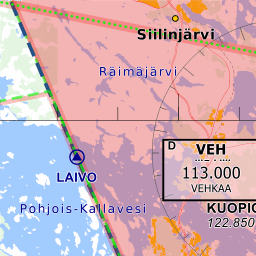 Siilinjärvi
Räimäjärvi
D VEH
113.000
VEHKAA
LAIVO
Pohjois-Kallavesi
KUOPIO
122.850